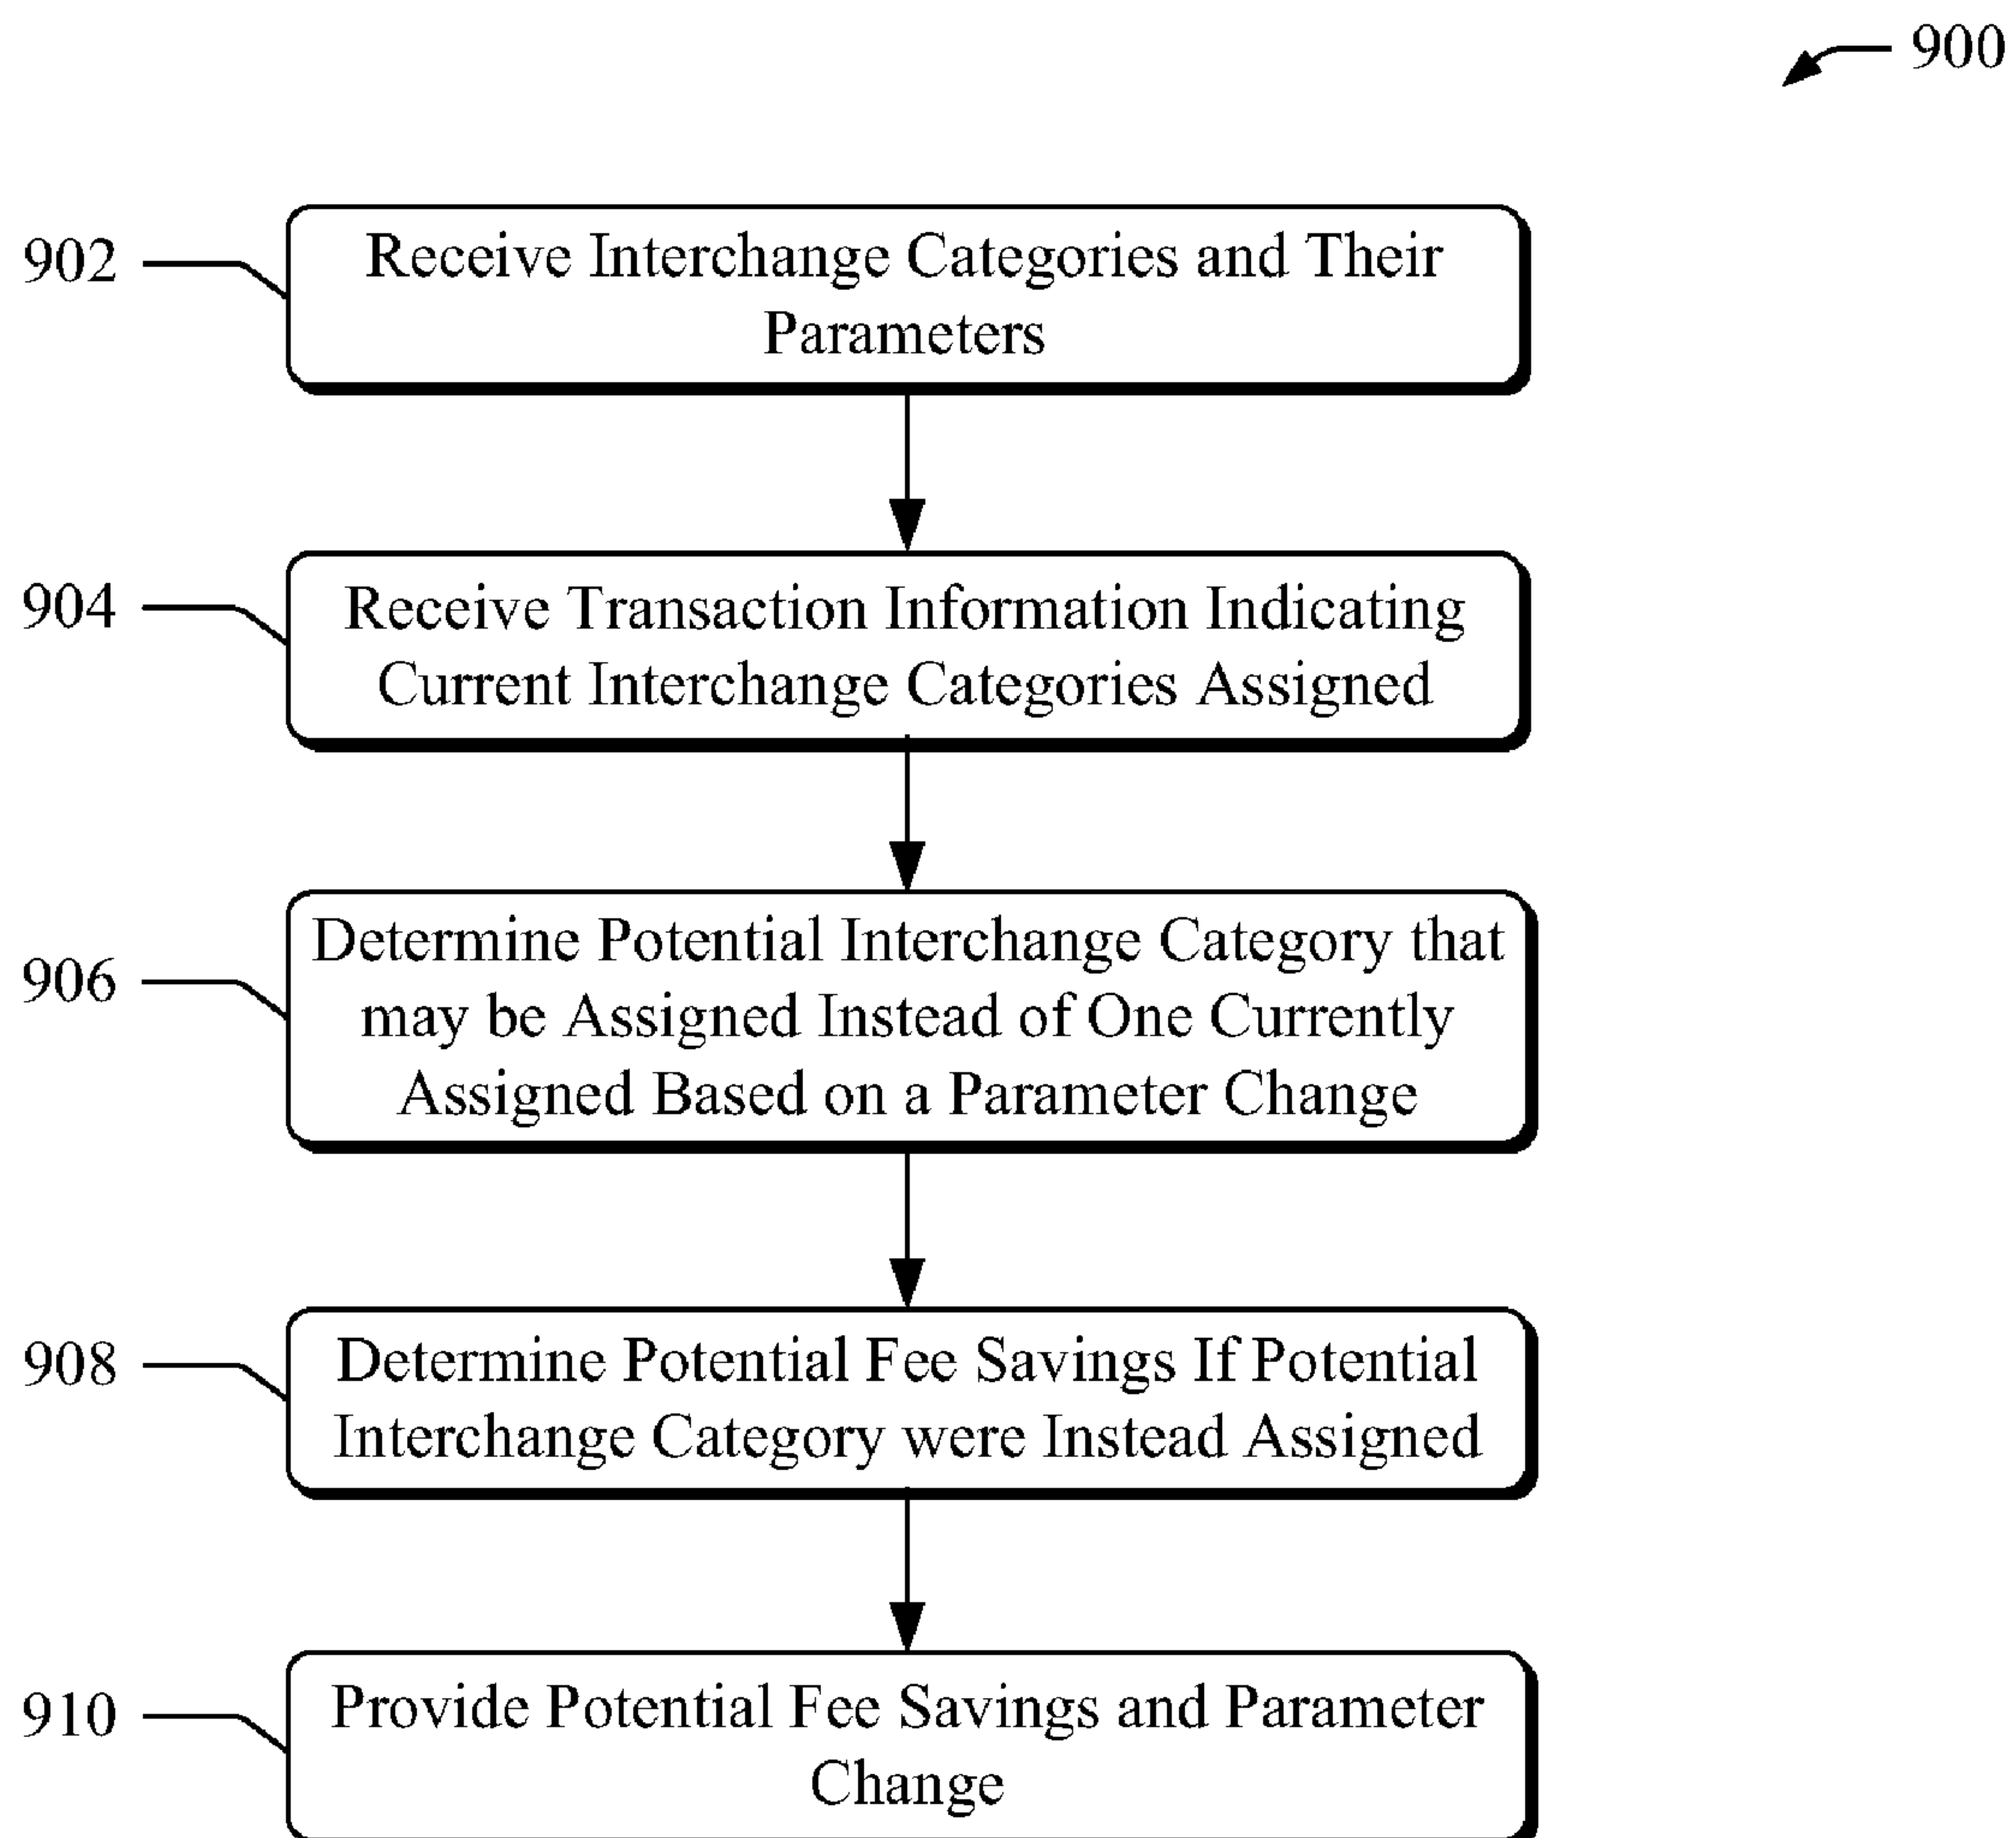 900
902
Receive Interchange Categories and Their
Parameters
904
Receive Transaction Information Indicating
Current Interchange Categories Assigned
906
Determine Potential Interchange Category that
may be Assigned Instead of One Currently
Assigned Based on a Parameter Change
908
Determine Potential Fee Savings If Potential
Interchange Category were Instead Assigned
910
Provide Potential Fee Savings and Parameter
Change